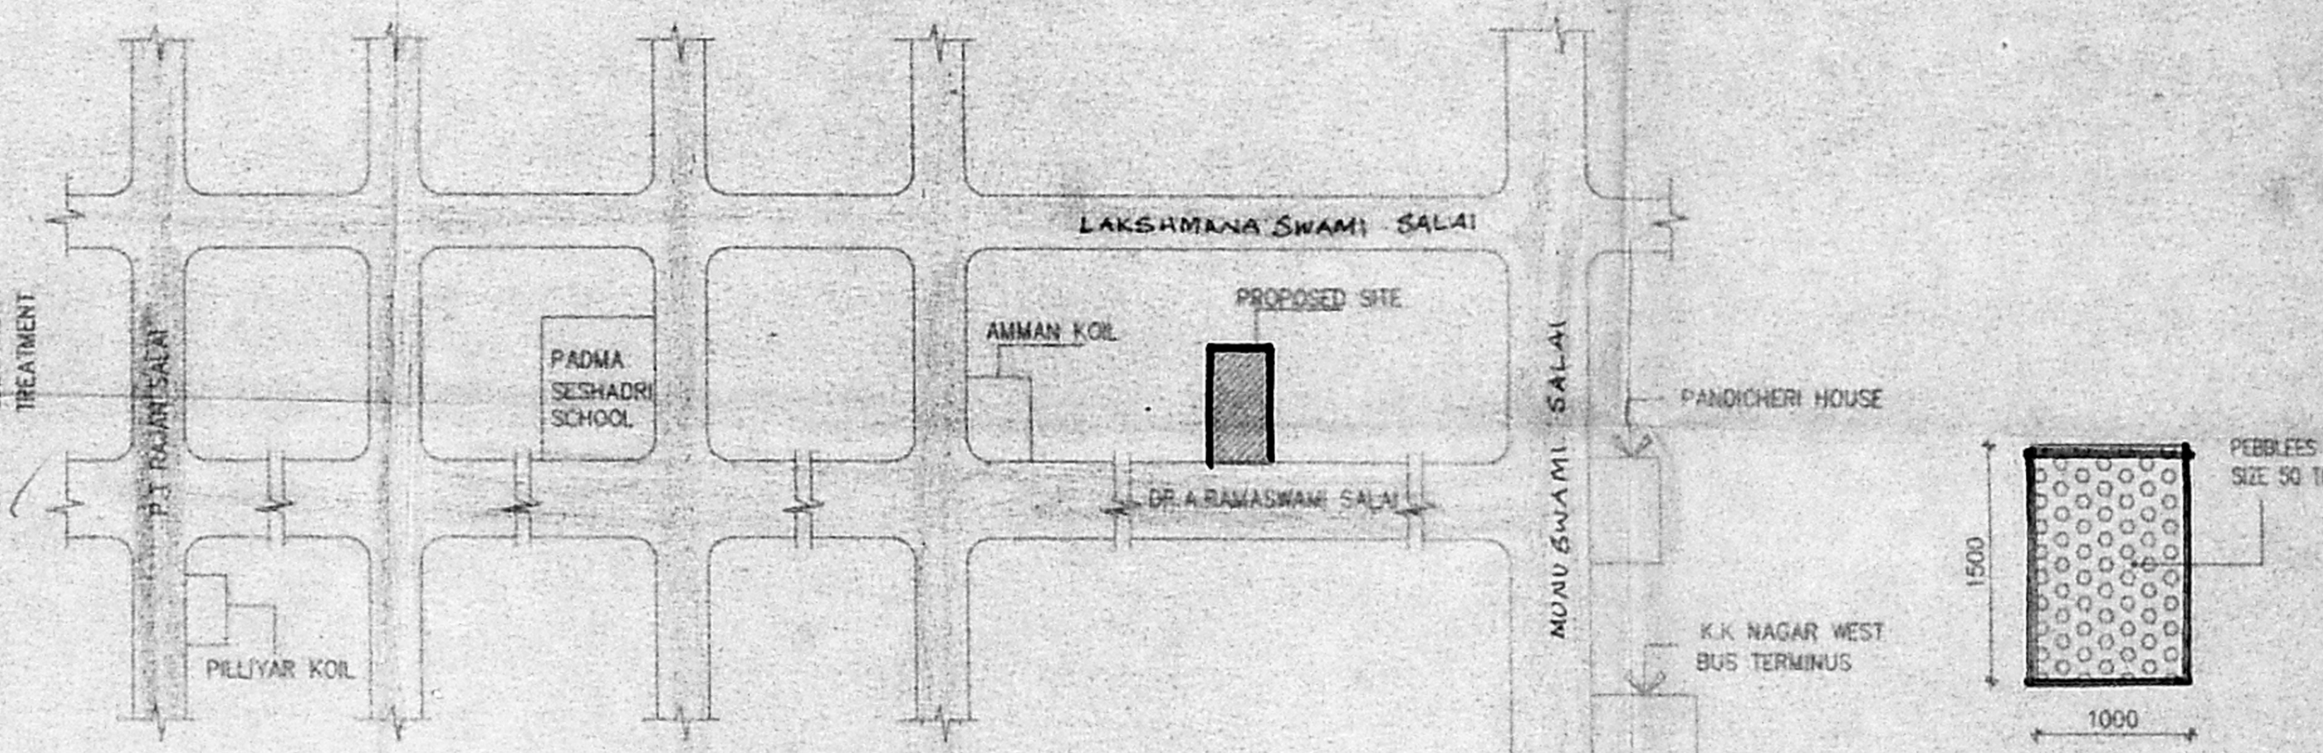 LAKSHMANA SWAMI SALAI
PROPOSED SITE
AMMAN KOIL
PADMA
SESHADRI
SCHOOL
TREATMENT
P.T RAJAN SALAI
MUNU SWAMI SALAI
PANDICHERI HOUSE
DR.A.RAMASWAMI SALAI
PILLIYAR KOIL
K.K NAGAR WEST
BUS TERMINUS
PEBBLEES
SIZE 50
1500
1000